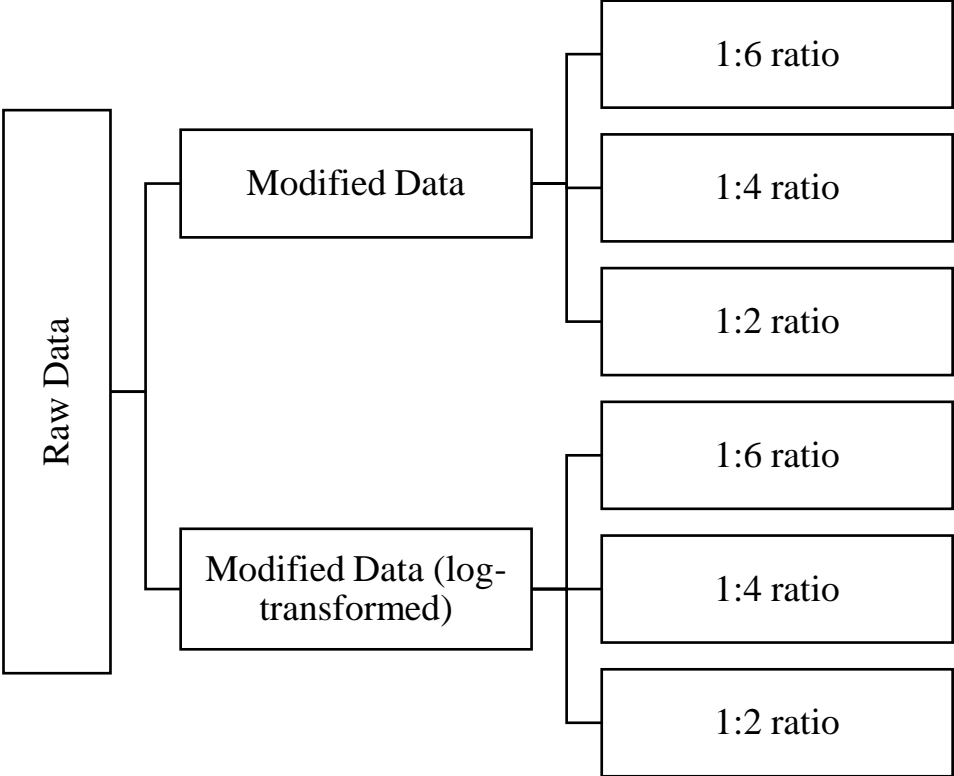 Raw Data
Modified Data
1:6 ratio
1:4 ratio
1:2 ratio
Modified Data (log-
transformed)
1:6 ratio
1:4 ratio
1:2 ratio